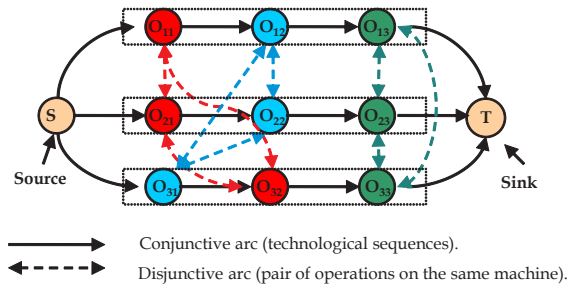 O11 O12 O13
S O21 O22 O23 T
Source O31 O32 O33 Sink
Conjunctive arc (technological sequences).
Disjunctive arc (pair of operations on the same machine).